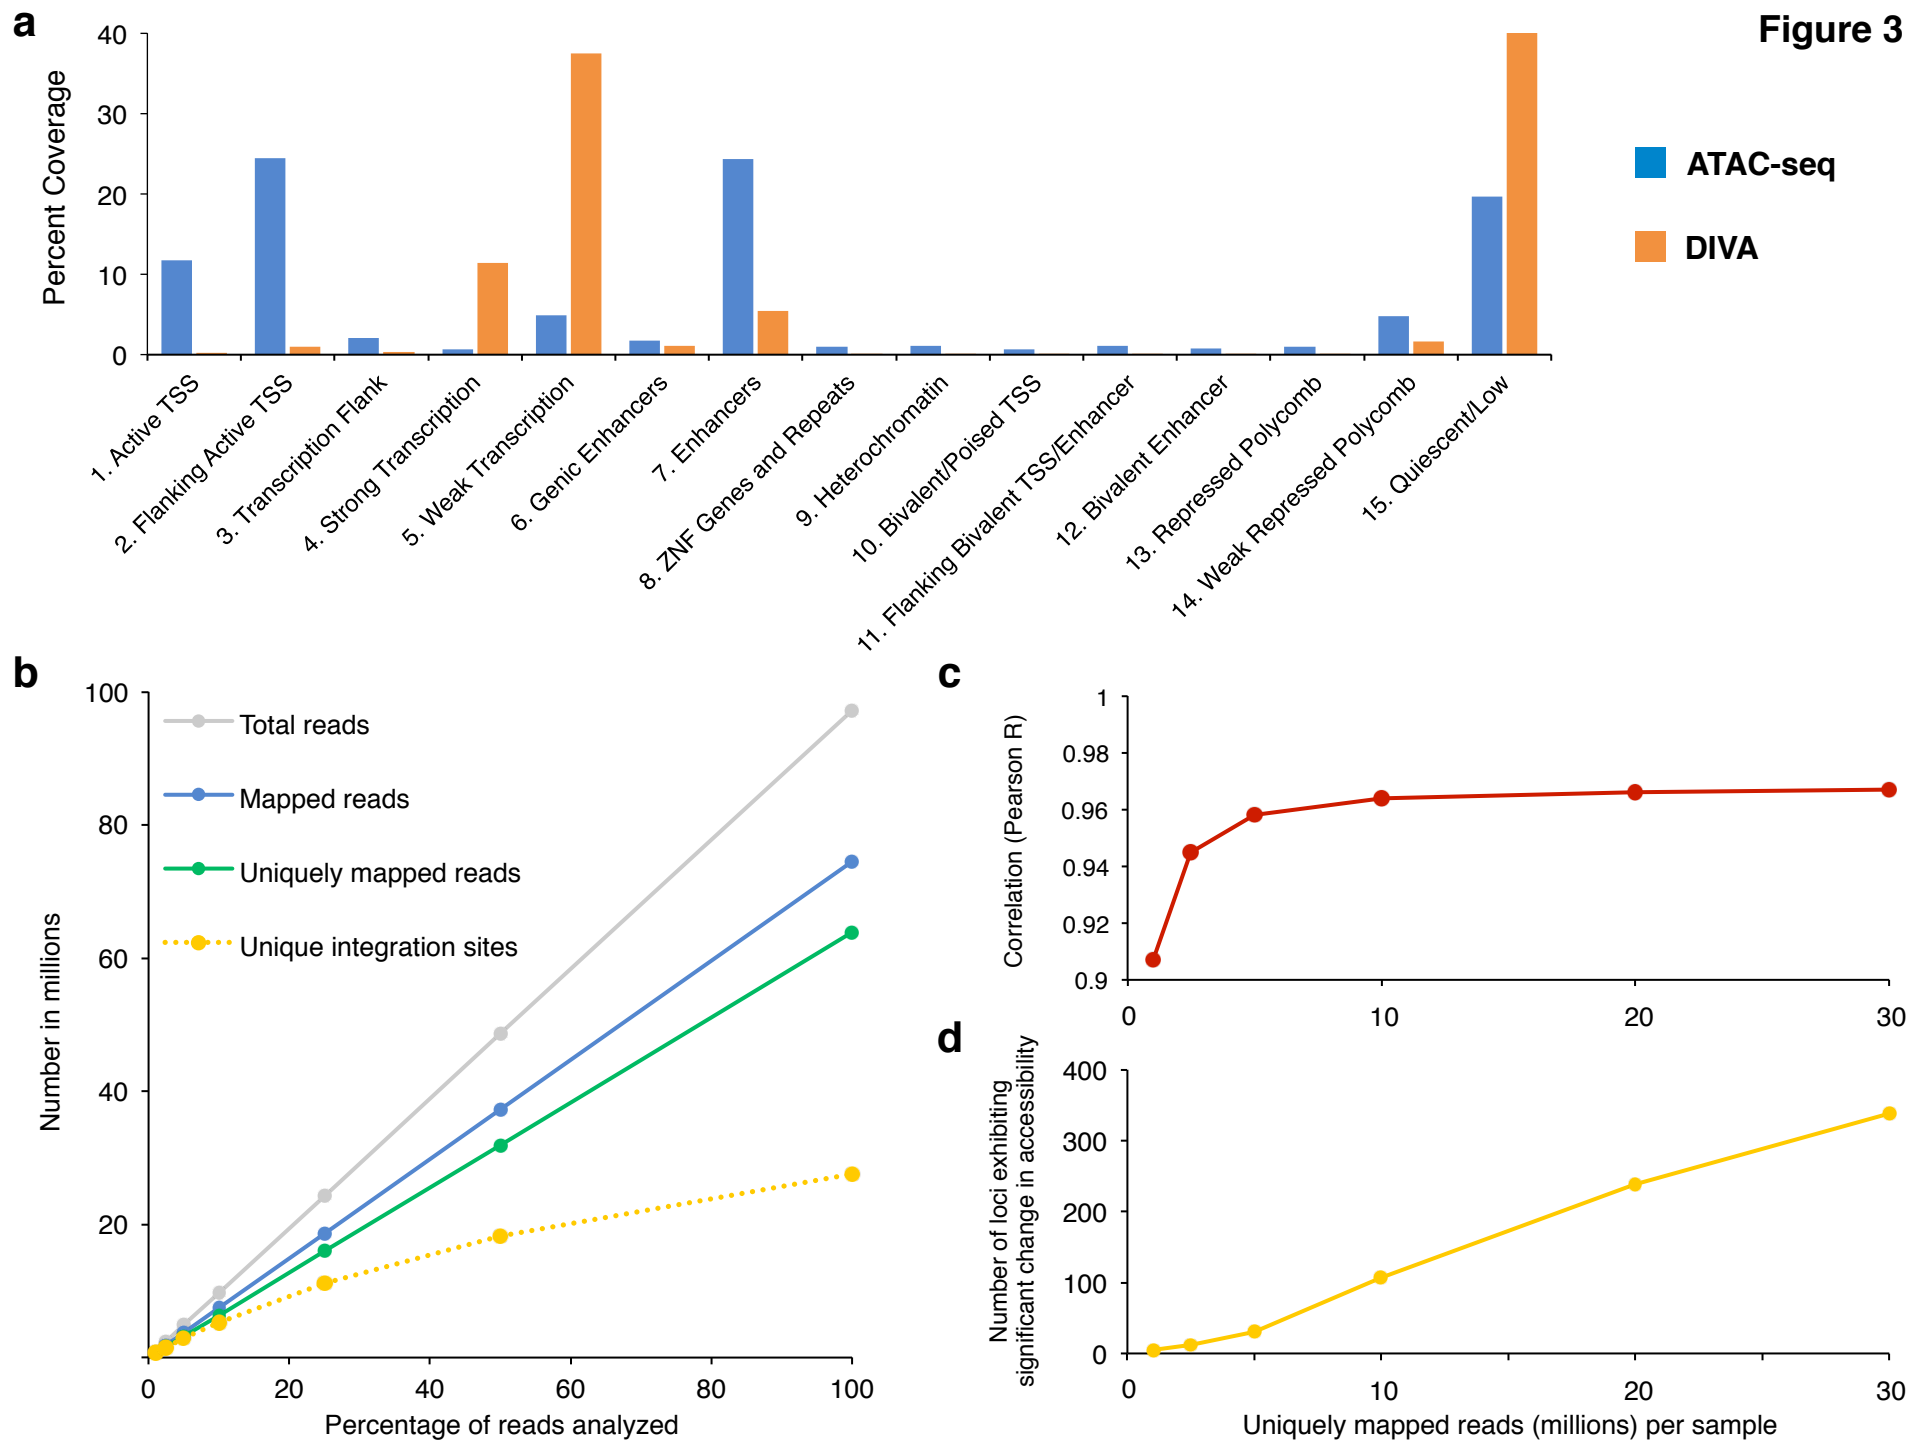 a
Figure 3
Percent Coverage
40
30
20
10
0
ATAC-seq
DIVA
1. Active TSS
2. Flanking Active TSS
3. Transcription Flank
4. Strong Transcription
5. Weak Transcription
6. Genic Enhancers
7. Enhancers
8. ZNF Genes and Repeats
9. Heterochromatin
10. Bivalent/Poised TSS
11. Flanking Bivalent TSS/Enhancer
12. Bivalent Enhancer
13. Repressed Polycomb
14. Weak Repressed Polycomb
15. Quiescent/Low
b
Number in millions
100
80
60
40
20
Total reads
Mapped reads
Uniquely mapped reads
Unique integration sites
0 20 40 60 80 100
Percentage of reads analyzed
c
Correlation (Pearson R)
1
0.98
0.96
0.94
0.92
0.9
0 10 20 30
d
Number of loci exhibiting
significant change in accessibility
400
300
200
100
0
0 10 20 30
Uniquely mapped reads (millions) per sample